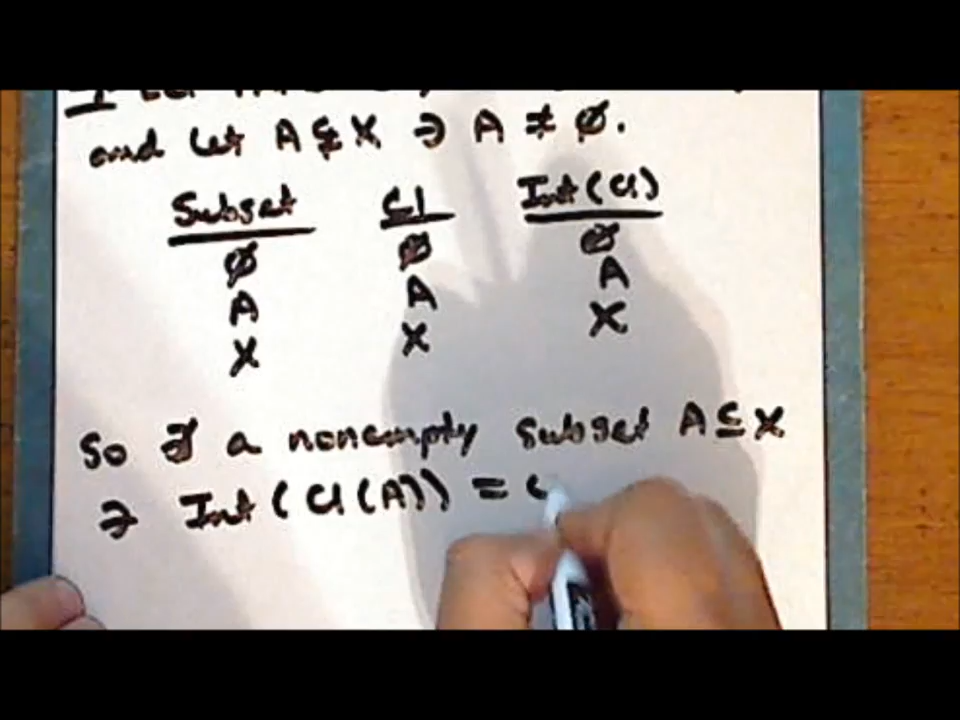 and let A ⊊ X ∋ A ≠ ∅.
Subset Cl Int(Cl)
∅ ∅ ∅
A A A
X X X
So ∃ a nonempty subset A ⊆ X
∋ Int(Cl(A)) =